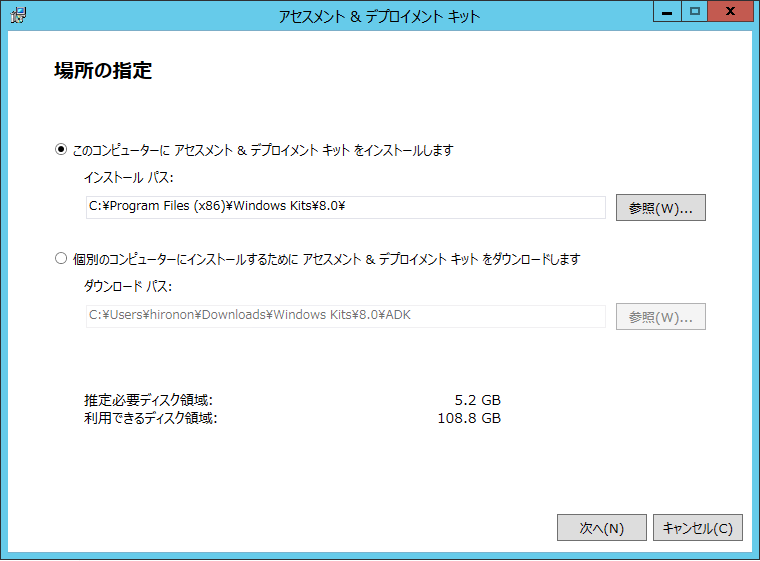 アセスメント & デプロイメント キット
場所の指定
このコンピューターに アセスメント & デプロイメント キット をインストールします
インストール パス:
C:¥Program Files (x86)¥Windows Kits¥8.0¥
参照(W)...
個別のコンピューターにインストールするために アセスメント & デプロイメント キット をダウンロードします
ダウンロード パス:
C:¥Users¥hironon¥Downloads¥Windows Kits¥8.0¥ADK
参照(W)...
推定必要ディスク領域: 5.2 GB
利用できるディスク領域: 108.8 GB
次へ(N) キャンセル(C)